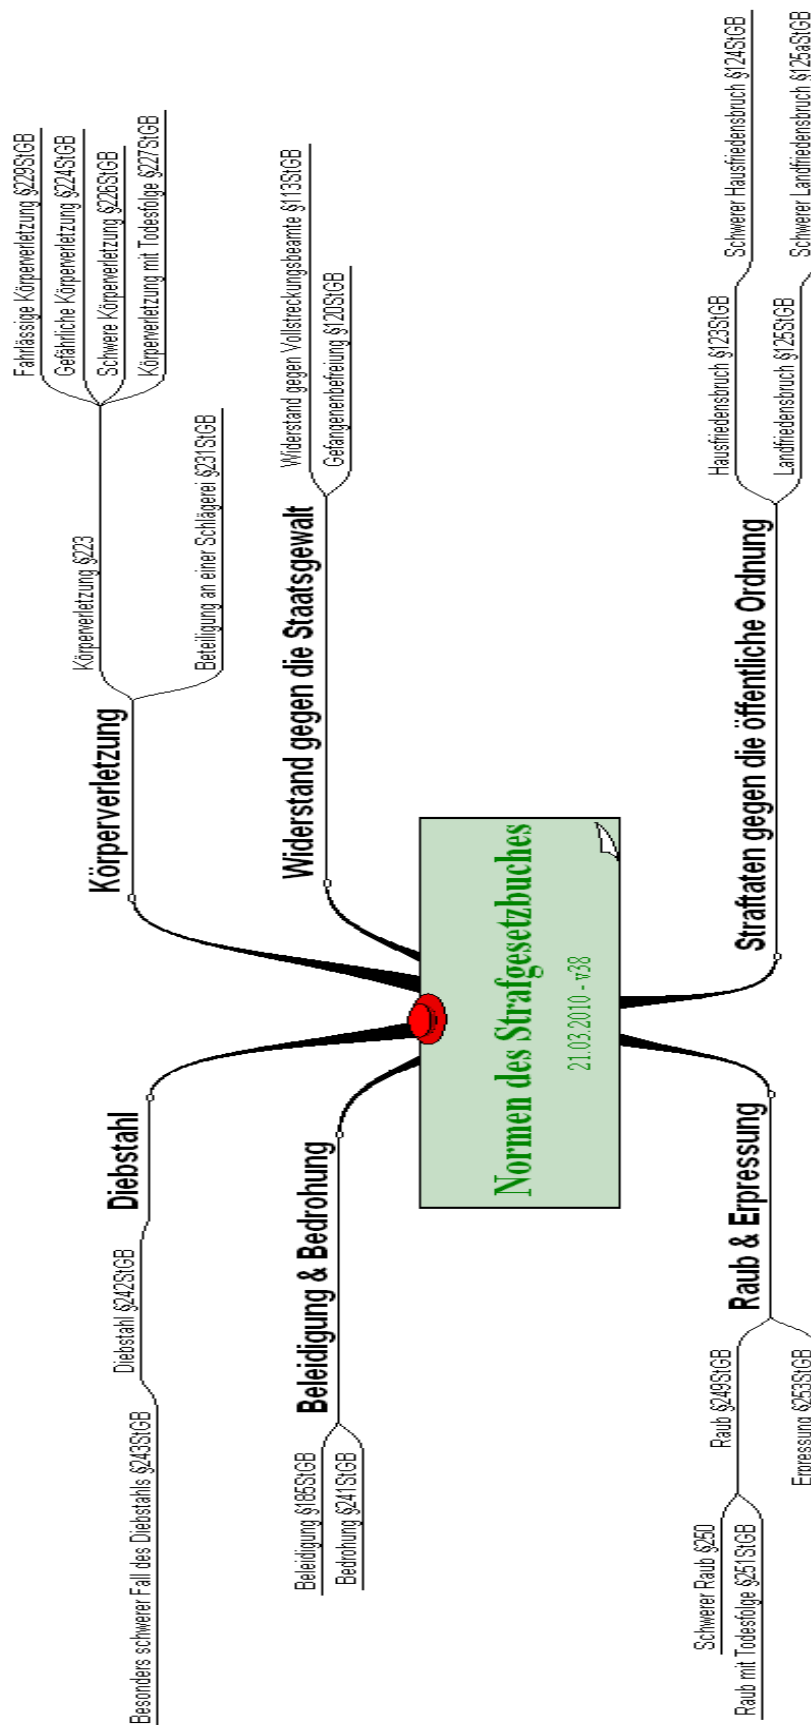 Normen des Strafgesetzbuches
21.03.2010 - v38
Körperverletzung
Körperverletzung §223
Fahrlässige Körperverletzung §229StGB
Gefährliche Körperverletzung §224StGB
Schwere Körperverletzung §226StGB
Körperverletzung mit Todesfolge §227StGB
Beteiligung an einer Schlägerei §231StGB
Widerstand gegen die Staatsgewalt
Widerstand gegen Vollstreckungsbeamte §113StGB
Gefangenenbefreiung §120StGB
Straftaten gegen die öffentliche Ordnung
Hausfriedensbruch §123StGB
Schwerer Hausfriedensbruch §124StGB
Landfriedensbruch §125StGB
Schwerer Landfriedensbruch §125aStGB
Diebstahl
Diebstahl §242StGB
Besonders schwerer Fall des Diebstahls §243StGB
Beleidigung & Bedrohung
Beleidigung §185StGB
Bedrohung §241StGB
Raub & Erpressung
Raub §249StGB
Schwerer Raub §250
Raub mit Todesfolge §251StGB
Erpressung §253StGB